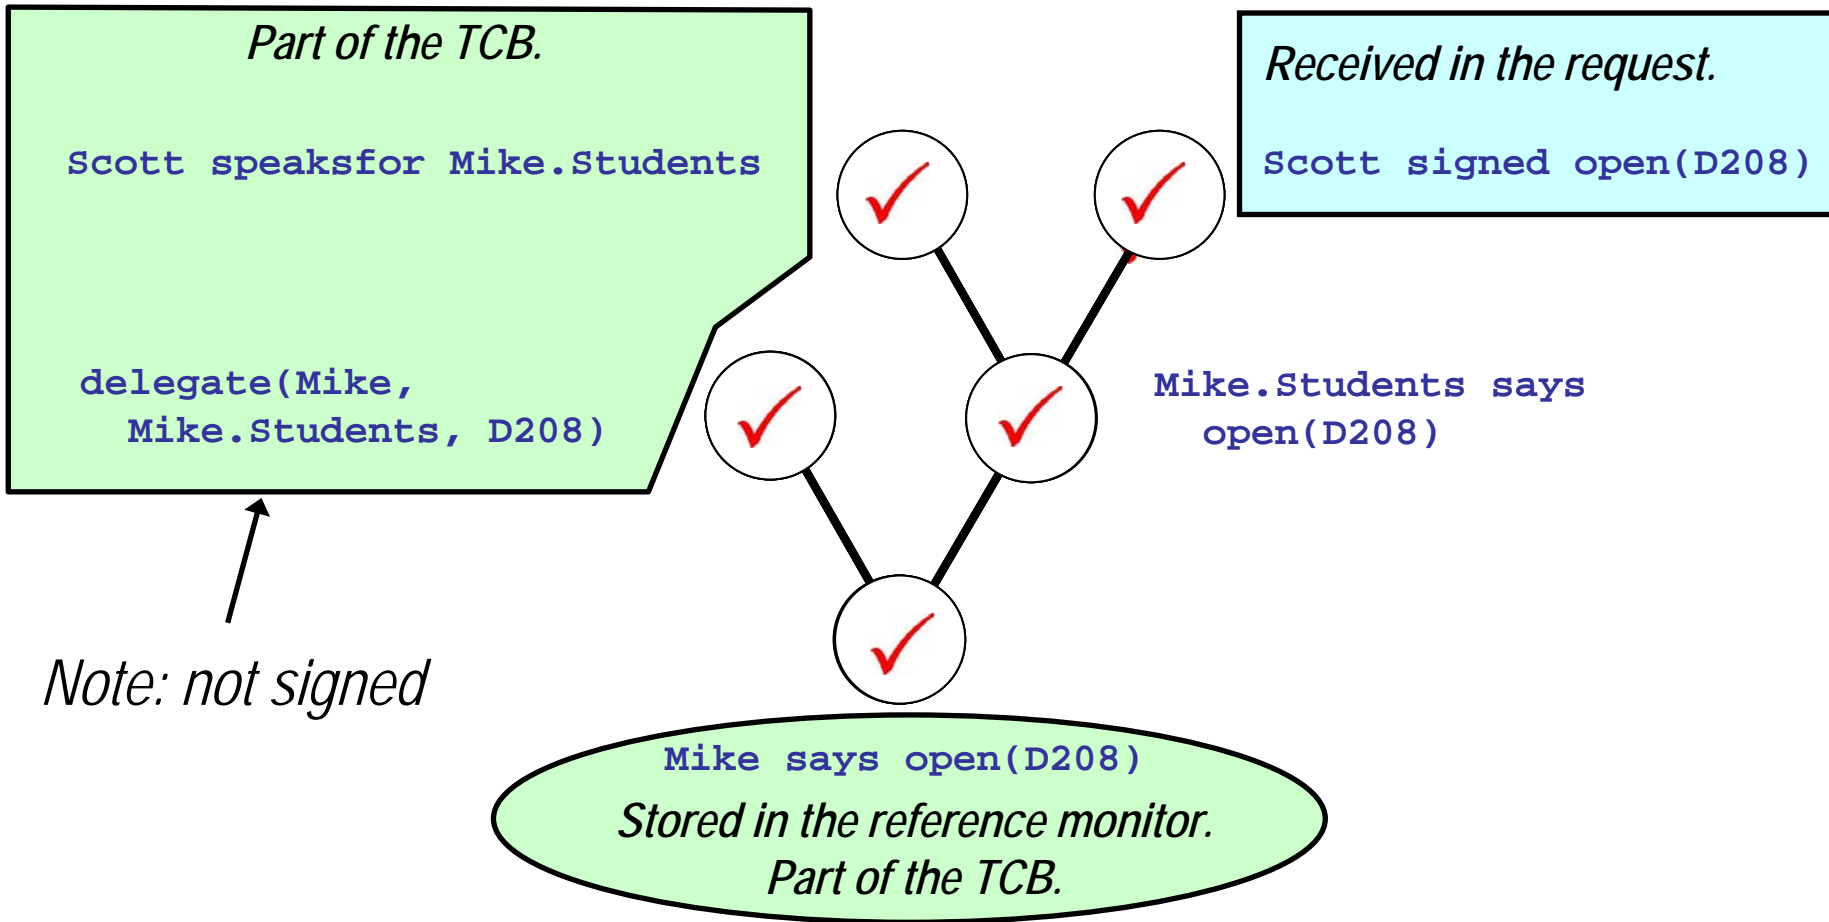 Part of the TCB.
Scott speaksfor Mike.Students
delegate(Mike,
Mike.Students, D208)
Note: not signed
Received in the request.
Scott signed open(D208)
Mike.Students says
open(D208)
Mike says open(D208)
Stored in the reference monitor.
Part of the TCB.